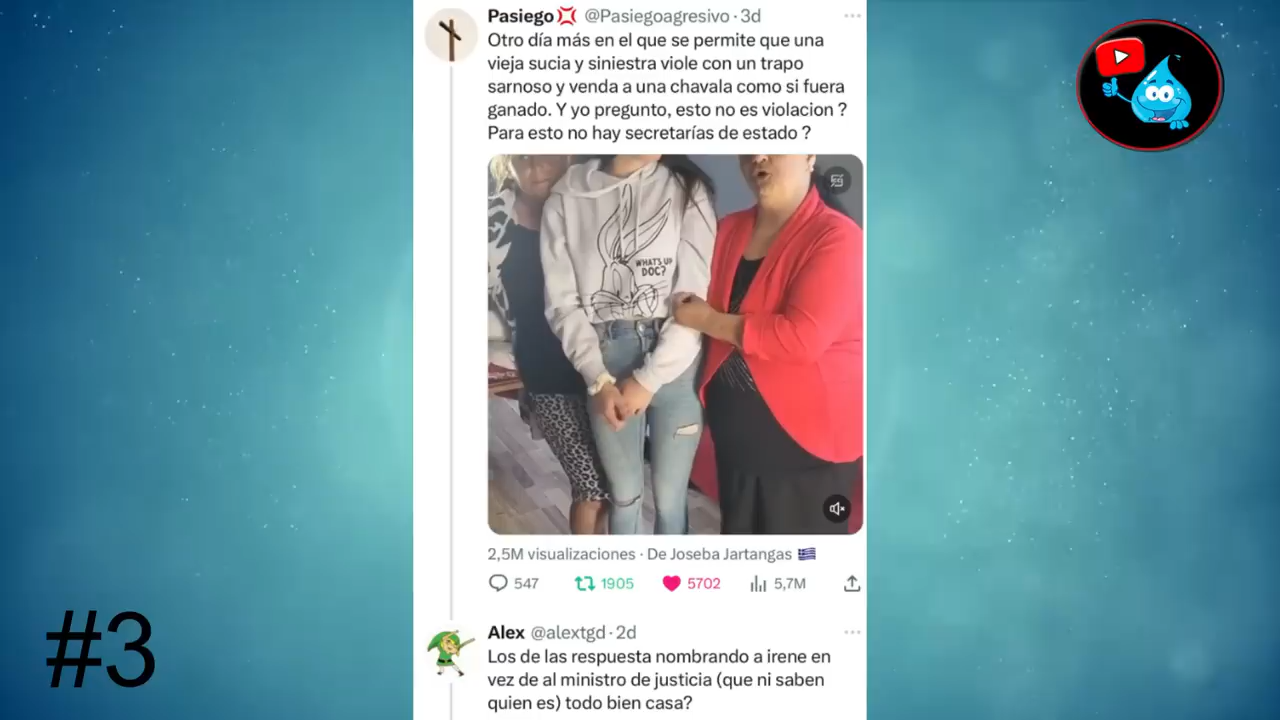 Pasiego💢 @Pasiegoagresivo · 3d
Otro día más en el que se permite que una
vieja sucia y siniestra viole con un trapo
sarnoso y venda a una chavala como si fuera
ganado. Y yo pregunto, esto no es violacion ?
Para esto no hay secretarías de estado ?
WHAT'S UP
DOC?
2,5M visualizaciones · De Joseba Jartangas 🇬🇷
547 1905 5702 5,7M
#3
Alex @alextgd · 2d
Los de las respuesta nombrando a irene en
vez de al ministro de justicia (que ni saben
quien es) todo bien casa?